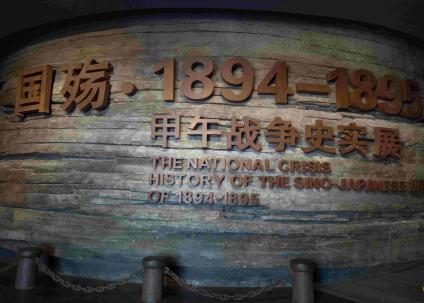 国殇·1894-1895
甲午战争史实展
THE NATIONAL CRISIS
HISTORY OF THE SINO-JAPANESE
OF 1894-1895